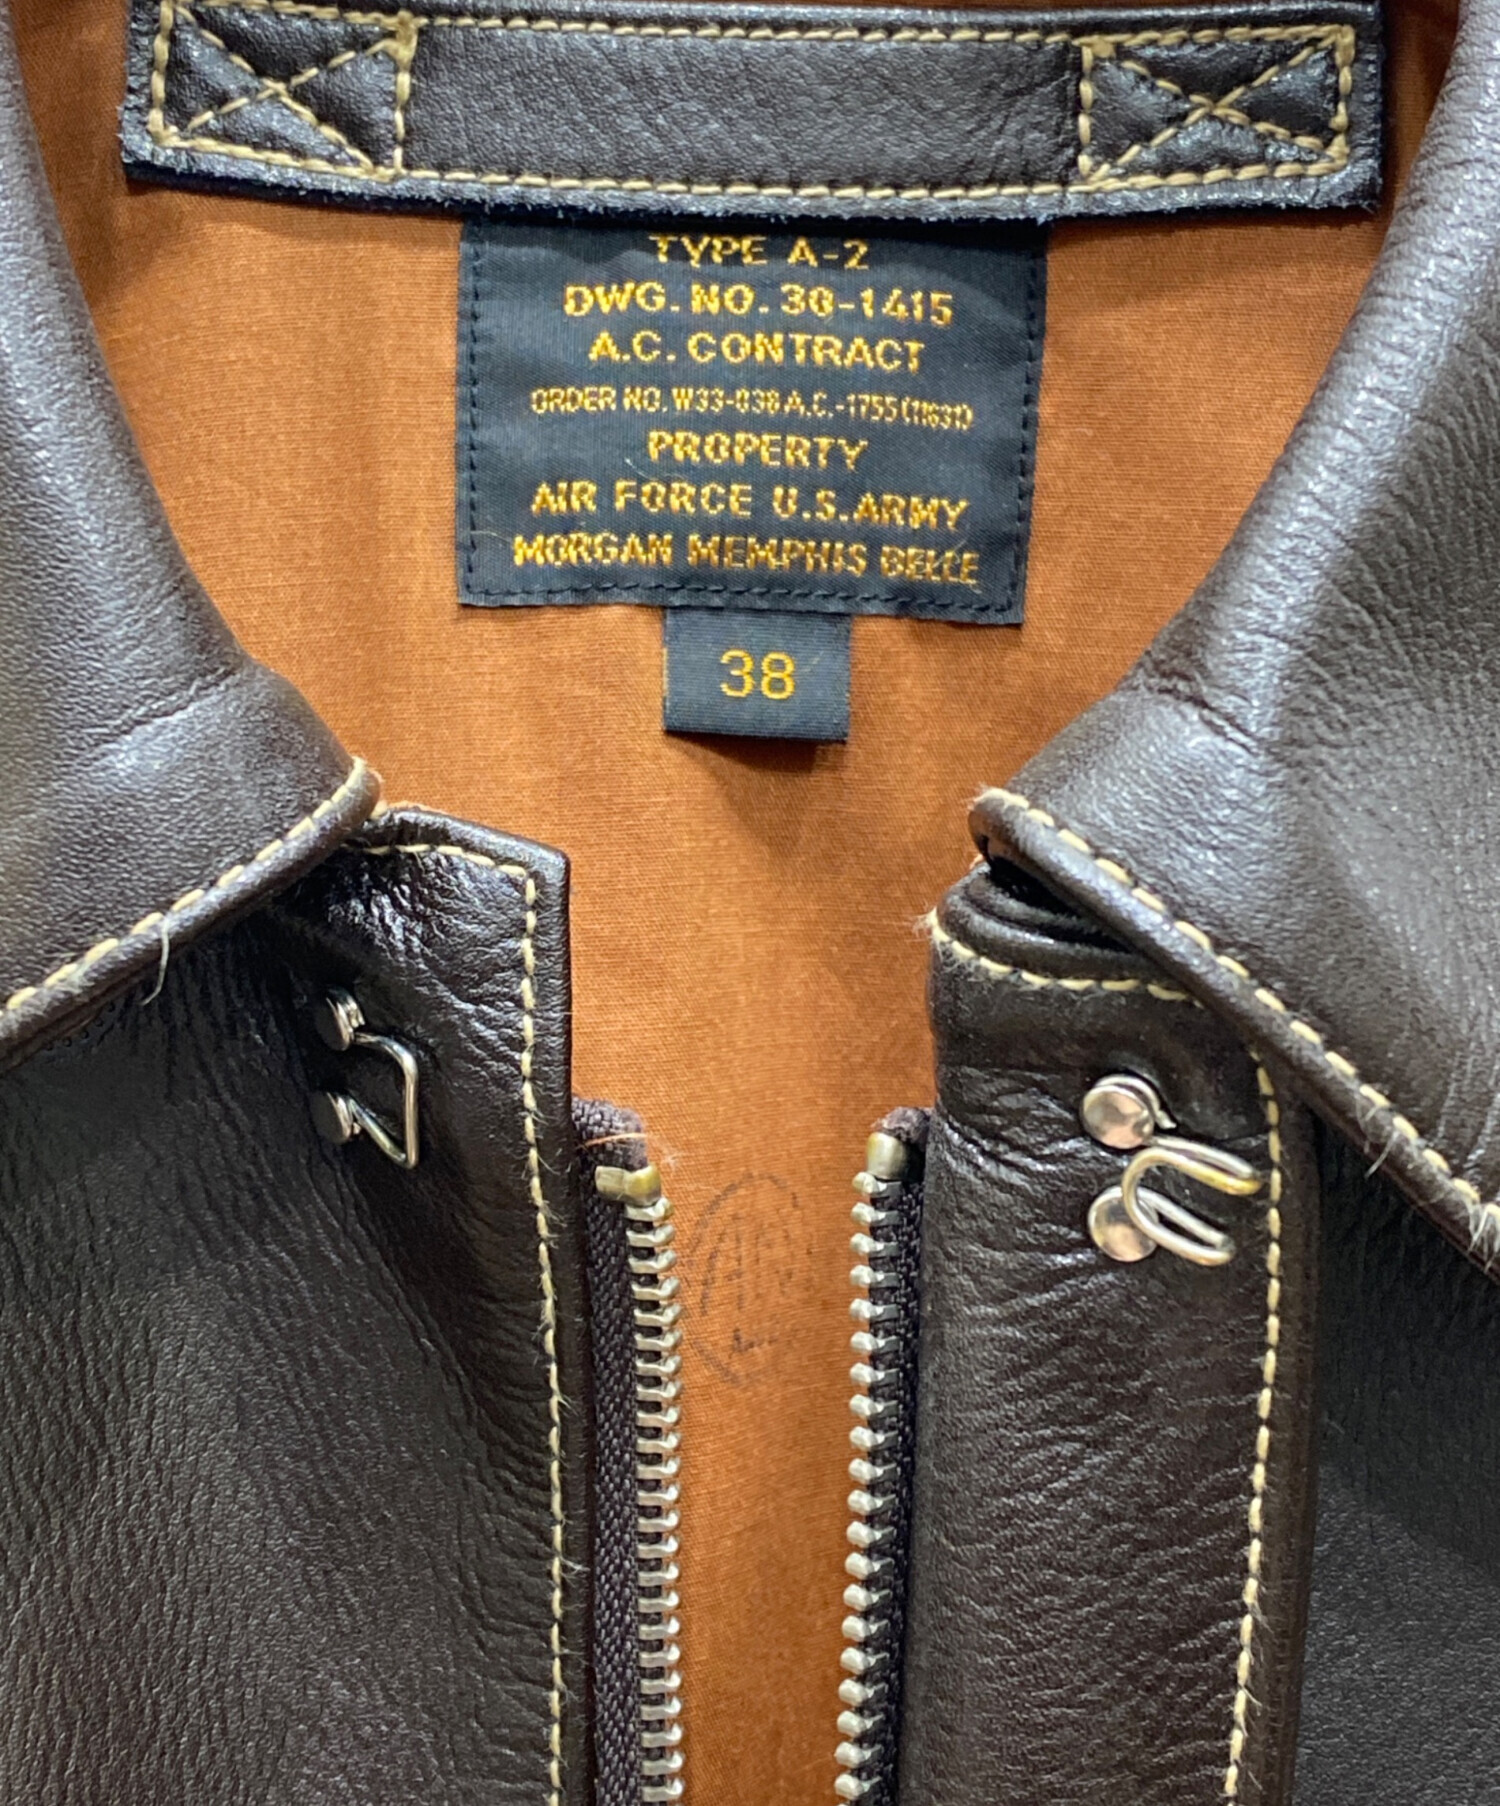 TYPE A-2
DWG. NO. 30-1415
A.C. CONTRACT
ORDER NO. W33-038 A.C.-1755 (11631)
PROPERTY
AIR FORCE U.S.ARMY
MORGAN MEMPHIS BELLE
38